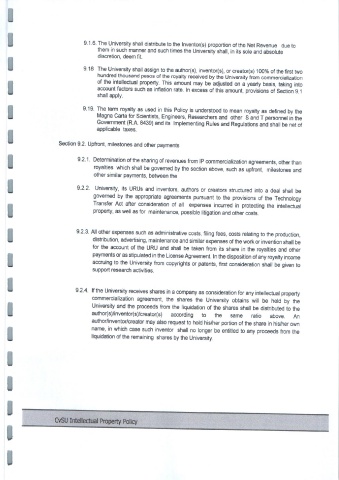 9.1.6. The University shall distribute to the Inventor(s) proportion of the Net Revenue due to
them in such manner and such times the University shall, in its sole and absolute
discretion, deem fit.
9.18 The University shall assign to the author(s), inventor(s), or creator(s) 100% of the first two
hundred thousand pesos of the royalty received by the University from commercialization
of the intellectual property. This amount may be adjusted on a yearly basis, taking into
account factors such as inflation rate. In excess of this amount, provisions of Section 9.1
shall apply.
9.19. The term royalty as used in this Policy is understood to mean royalty as defined by the
Magna Carta for Scientists, Engineers, Researchers and other S and T personnel in the
Government (R.A. 8439) and its Implementing Rules and Regulations and shall be net of
applicable taxes.
Section 9.2. Upfront, milestones and other payments
9.2.1. Determination of the sharing of revenues from IP commercialization agreements, other than
royalties which shall be governed by the section above, such as upfront, milestones and
other similar payments, between the
9.2.2. University, its URUs and inventors, authors or creators structured into a deal shall be
governed by the appropriate agreements pursuant to the provisions of the Technology
Transfer Act after consideration of all expenses incurred in protecting the intellectual
property, as well as for maintenance, possible litigation and other costs.
9.2.3. All other expenses such as administrative costs, filing fees, costs relating to the production,
distribution, advertising, maintenance and similar expenses of the work or invention shall be
for the account of the URU and shall be taken from its share in the royalties and other
payments or as stipulated in the License Agreement. In the disposition of any royalty income
accruing to the University from copyrights or patents, first consideration shall be given to
support research activities.
9.2.4. If the University receives shares in a company as consideration for any intellectual property
commercialization agreement, the shares the University obtains will be held by the
University and the proceeds from the liquidation of the shares shall be distributed to the
author(s)/inventor(s)/creator(s) according to the same ratio above. An
author/inventor/creator may also request to hold his/her portion of the share in his/her own
name, in which case such inventor shall no longer be entitled to any proceeds from the
liquidation of the remaining shares by the University.
CvSU Intellectual Property Policy